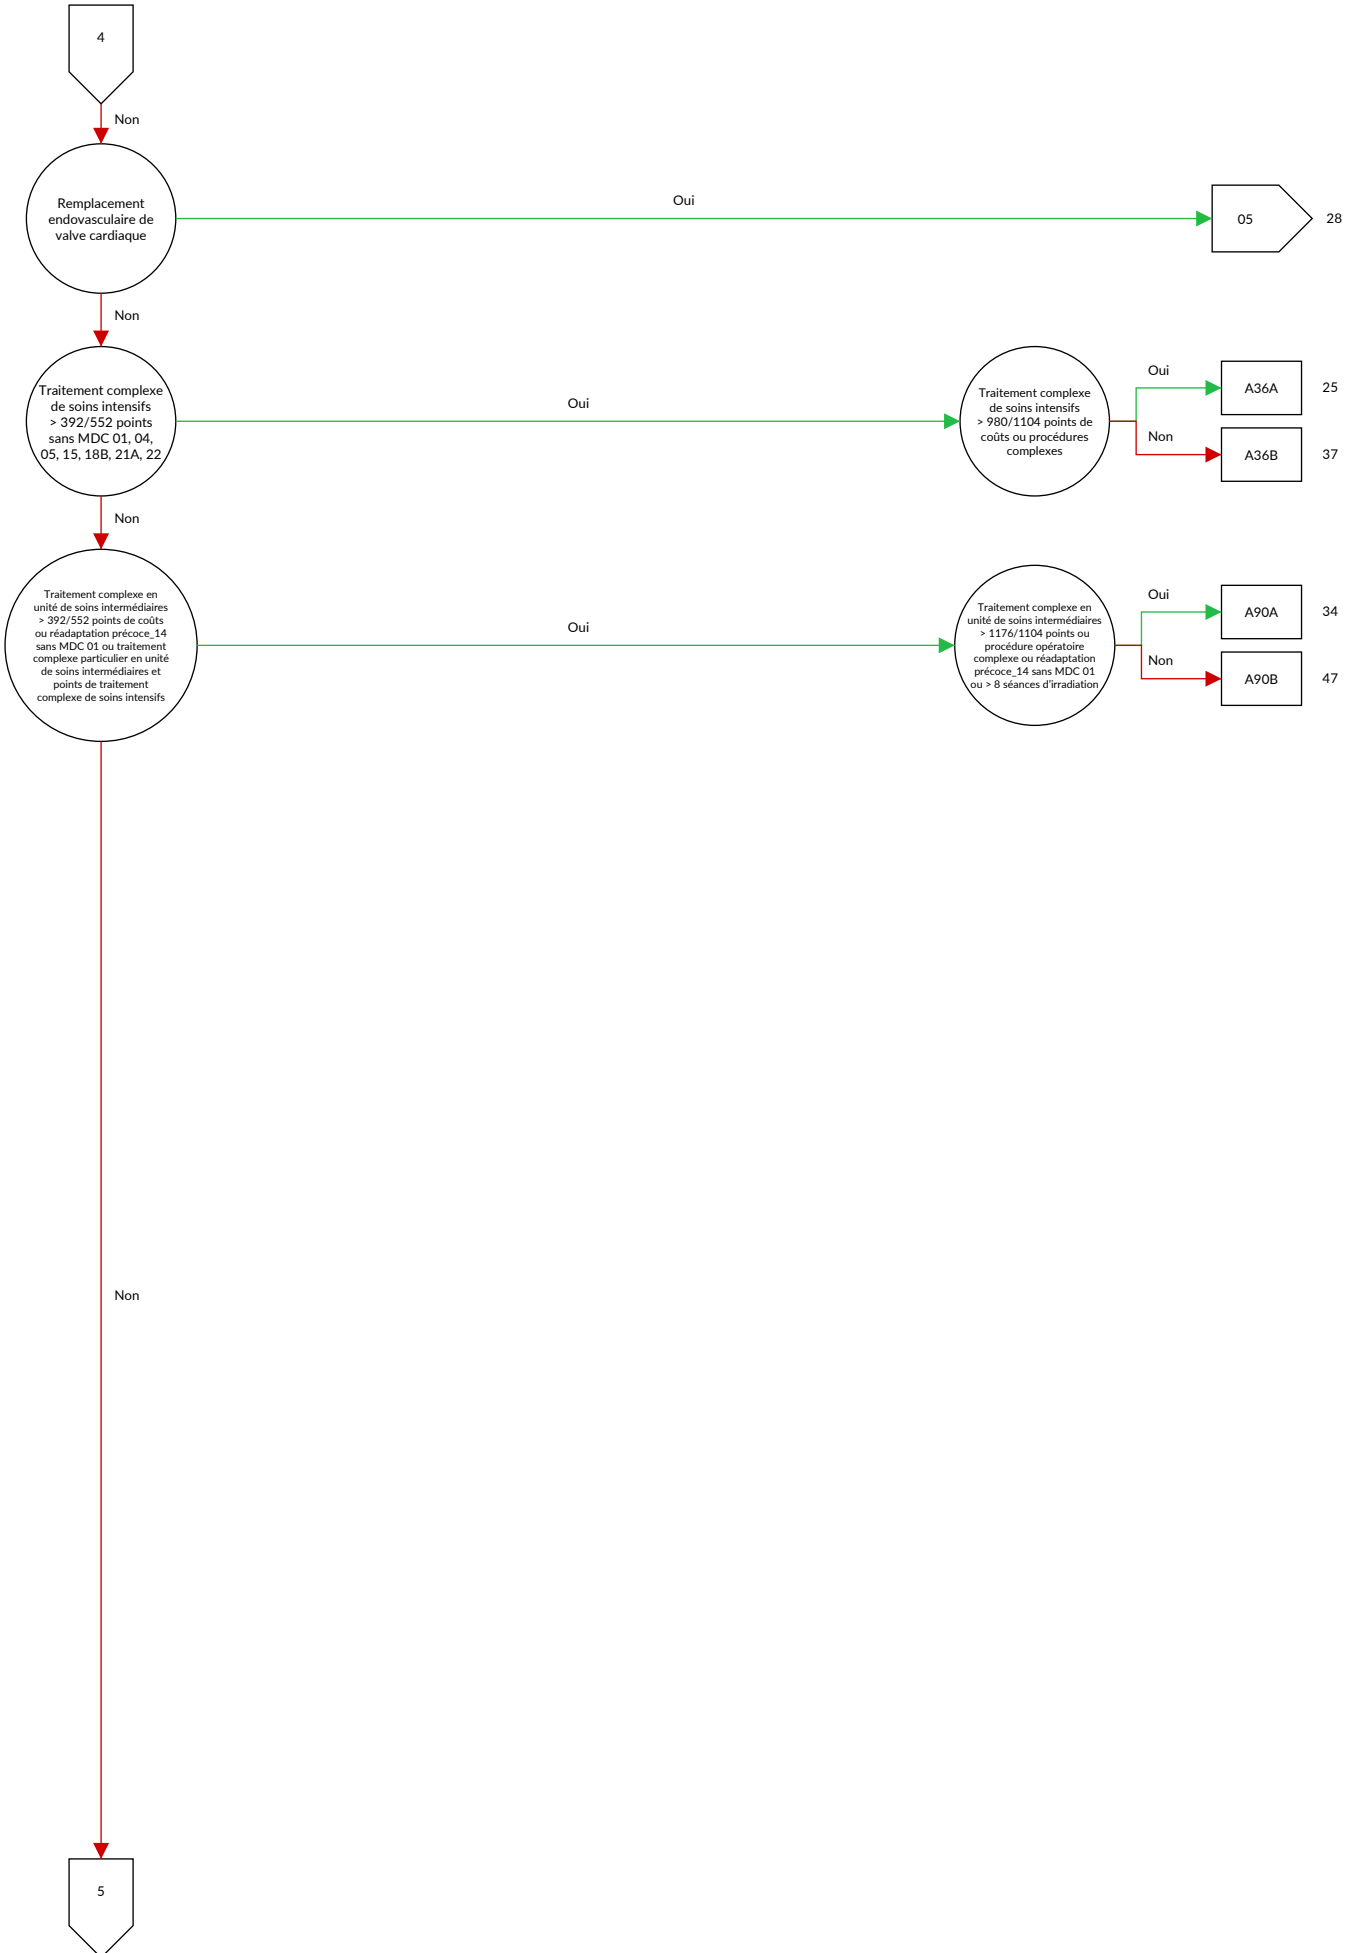 4
Non
Remplacement
endovasculaire de
valve cardiaque
Oui
05
28
Non
Traitement complexe
de soins intensifs
> 392/552 points
sans MDC 01, 04,
05, 15, 18B, 21A, 22
Oui
Traitement complexe
de soins intensifs
> 980/1104 points de
coûts ou procédures
complexes
Oui
A36A
25
Non
A36B
37
Non
Traitement complexe en
unité de soins intermédiaires
> 392/552 points de coûts
ou réadaptation précoce_14
sans MDC 01 ou traitement
complexe particulier en unité
de soins intermédiaires et
points de traitement
complexe de soins intensifs
Oui
Traitement complexe en
unité de soins intermédiaires
> 1176/1104 points ou
procédure opératoire
complexe ou réadaptation
précoce_14 sans MDC 01
ou > 8 séances d'irradiation
Oui
A90A
34
Non
A90B
47
Non
5